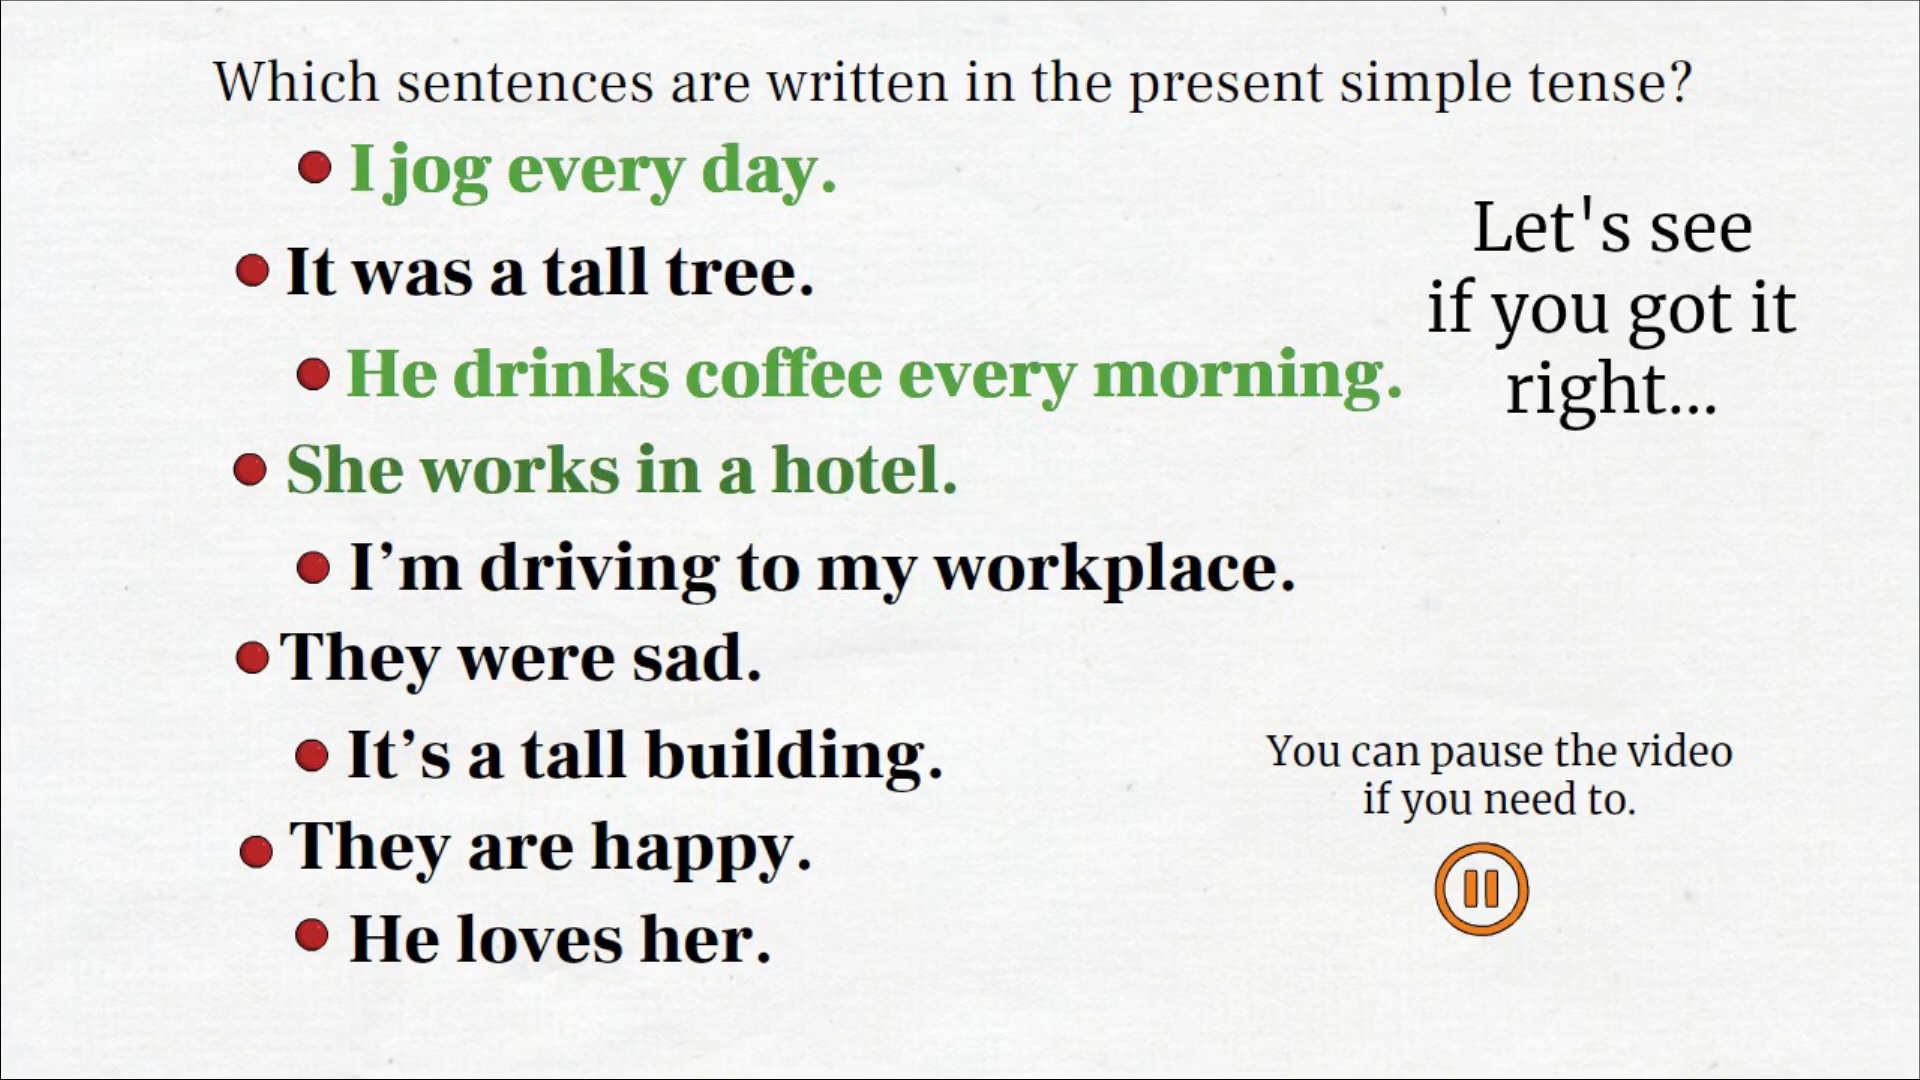 Which sentences are written in the present simple tense?
I jog every day.
It was a tall tree.
He drinks coffee every morning.
She works in a hotel.
I’m driving to my workplace.
They were sad.
It’s a tall building.
They are happy.
He loves her.
Let's see
if you got it
right...
You can pause the video
if you need to.